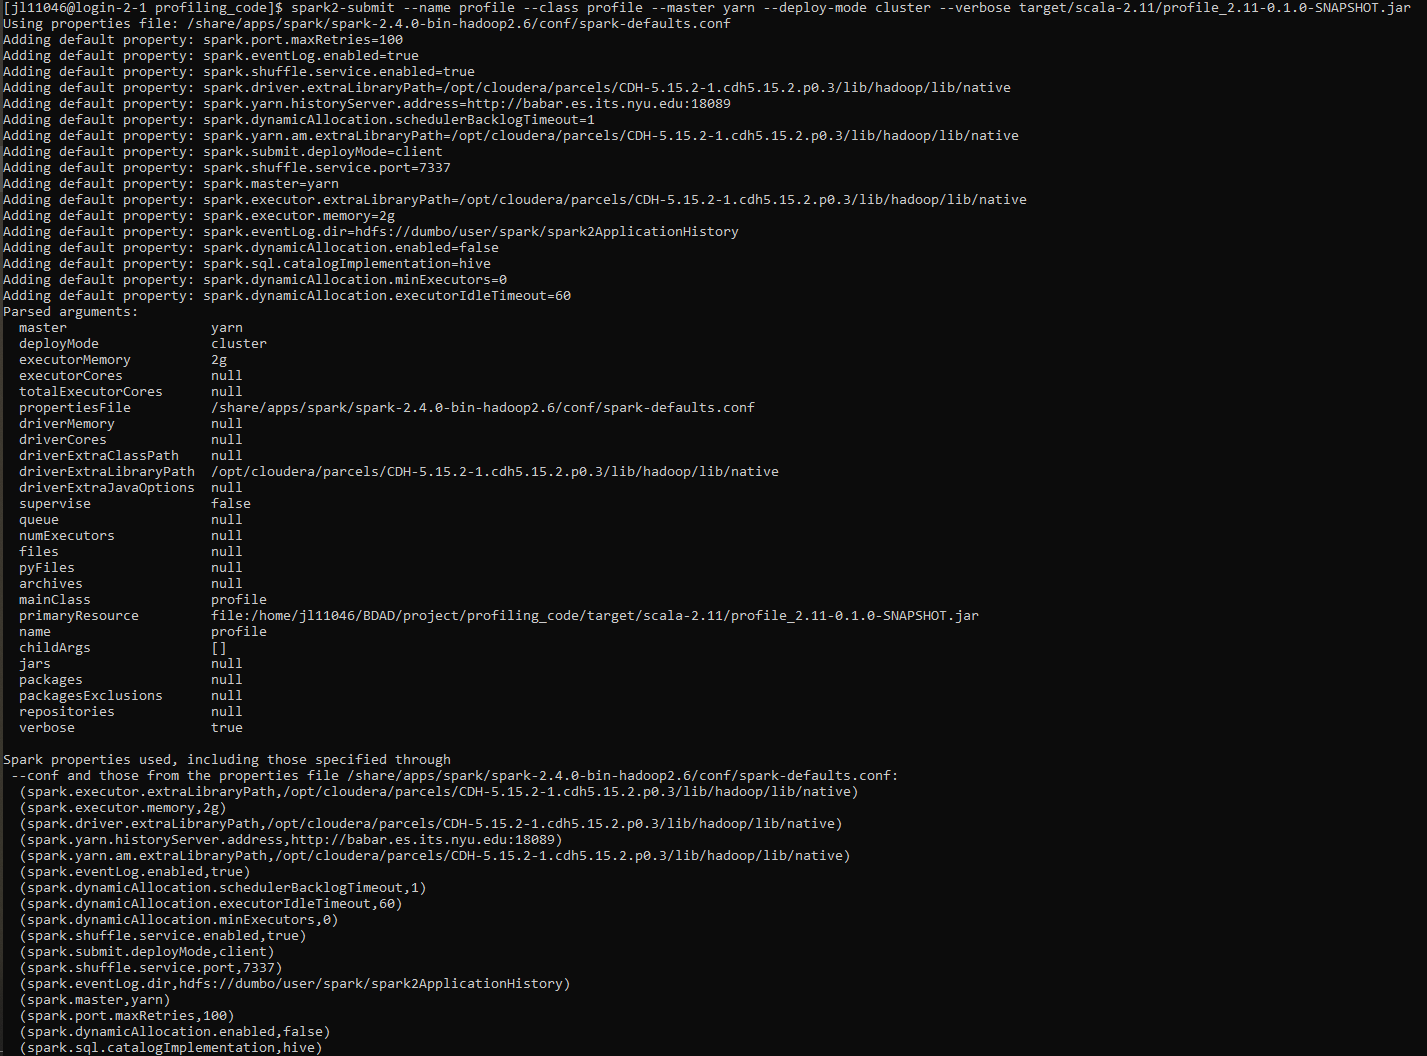 [jl11046@login-2-1 profiling_code]$ spark2-submit --name profile --class profile --master yarn --deploy-mode cluster --verbose target/scala-2.11/profile_2.11-0.1.0-SNAPSHOT.jar
Using properties file: /share/apps/spark/spark-2.4.0-bin-hadoop2.6/conf/spark-defaults.conf
Adding default property: spark.port.maxRetries=100
Adding default property: spark.eventLog.enabled=true
Adding default property: spark.shuffle.service.enabled=true
Adding default property: spark.driver.extraLibraryPath=/opt/cloudera/parcels/CDH-5.15.2-1.cdh5.15.2.p0.3/lib/hadoop/lib/native
Adding default property: spark.yarn.historyServer.address=http://babar.es.its.nyu.edu:18089
Adding default property: spark.dynamicAllocation.schedulerBacklogTimeout=1
Adding default property: spark.yarn.am.extraLibraryPath=/opt/cloudera/parcels/CDH-5.15.2-1.cdh5.15.2.p0.3/lib/hadoop/lib/native
Adding default property: spark.submit.deployMode=client
Adding default property: spark.shuffle.service.port=7337
Adding default property: spark.master=yarn
Adding default property: spark.executor.extraLibraryPath=/opt/cloudera/parcels/CDH-5.15.2-1.cdh5.15.2.p0.3/lib/hadoop/lib/native
Adding default property: spark.executor.memory=2g
Adding default property: spark.eventLog.dir=hdfs://dumbo/user/spark/spark2ApplicationHistory
Adding default property: spark.dynamicAllocation.enabled=false
Adding default property: spark.sql.catalogImplementation=hive
Adding default property: spark.dynamicAllocation.minExecutors=0
Adding default property: spark.dynamicAllocation.executorIdleTimeout=60
Parsed arguments:
  master                  yarn
  deployMode              cluster
  executorMemory          2g
  executorCores           null
  totalExecutorCores      null
  propertiesFile          /share/apps/spark/spark-2.4.0-bin-hadoop2.6/conf/spark-defaults.conf
  driverMemory            null
  driverCores             null
  driverExtraClassPath    null
  driverExtraLibraryPath  /opt/cloudera/parcels/CDH-5.15.2-1.cdh5.15.2.p0.3/lib/hadoop/lib/native
  driverExtraJavaOptions  null
  supervise               false
  queue                   null
  numExecutors            null
  files                   null
  pyFiles                 null
  archives                null
  mainClass               profile
  primaryResource         file:/home/jl11046/BDAD/project/profiling_code/target/scala-2.11/profile_2.11-0.1.0-SNAPSHOT.jar
  name                    profile
  childArgs               []
  jars                    null
  packages                null
  packagesExclusions      null
  repositories            null
  verbose                 true

Spark properties used, including those specified through
 --conf and those from the properties file /share/apps/spark/spark-2.4.0-bin-hadoop2.6/conf/spark-defaults.conf:
  (spark.executor.extraLibraryPath,/opt/cloudera/parcels/CDH-5.15.2-1.cdh5.15.2.p0.3/lib/hadoop/lib/native)
  (spark.executor.memory,2g)
  (spark.driver.extraLibraryPath,/opt/cloudera/parcels/CDH-5.15.2-1.cdh5.15.2.p0.3/lib/hadoop/lib/native)
  (spark.yarn.historyServer.address,http://babar.es.its.nyu.edu:18089)
  (spark.yarn.am.extraLibraryPath,/opt/cloudera/parcels/CDH-5.15.2-1.cdh5.15.2.p0.3/lib/hadoop/lib/native)
  (spark.eventLog.enabled,true)
  (spark.dynamicAllocation.schedulerBacklogTimeout,1)
  (spark.dynamicAllocation.executorIdleTimeout,60)
  (spark.dynamicAllocation.minExecutors,0)
  (spark.shuffle.service.enabled,true)
  (spark.submit.deployMode,client)
  (spark.shuffle.service.port,7337)
  (spark.eventLog.dir,hdfs://dumbo/user/spark/spark2ApplicationHistory)
  (spark.master,yarn)
  (spark.port.maxRetries,100)
  (spark.dynamicAllocation.enabled,false)
  (spark.sql.catalogImplementation,hive)